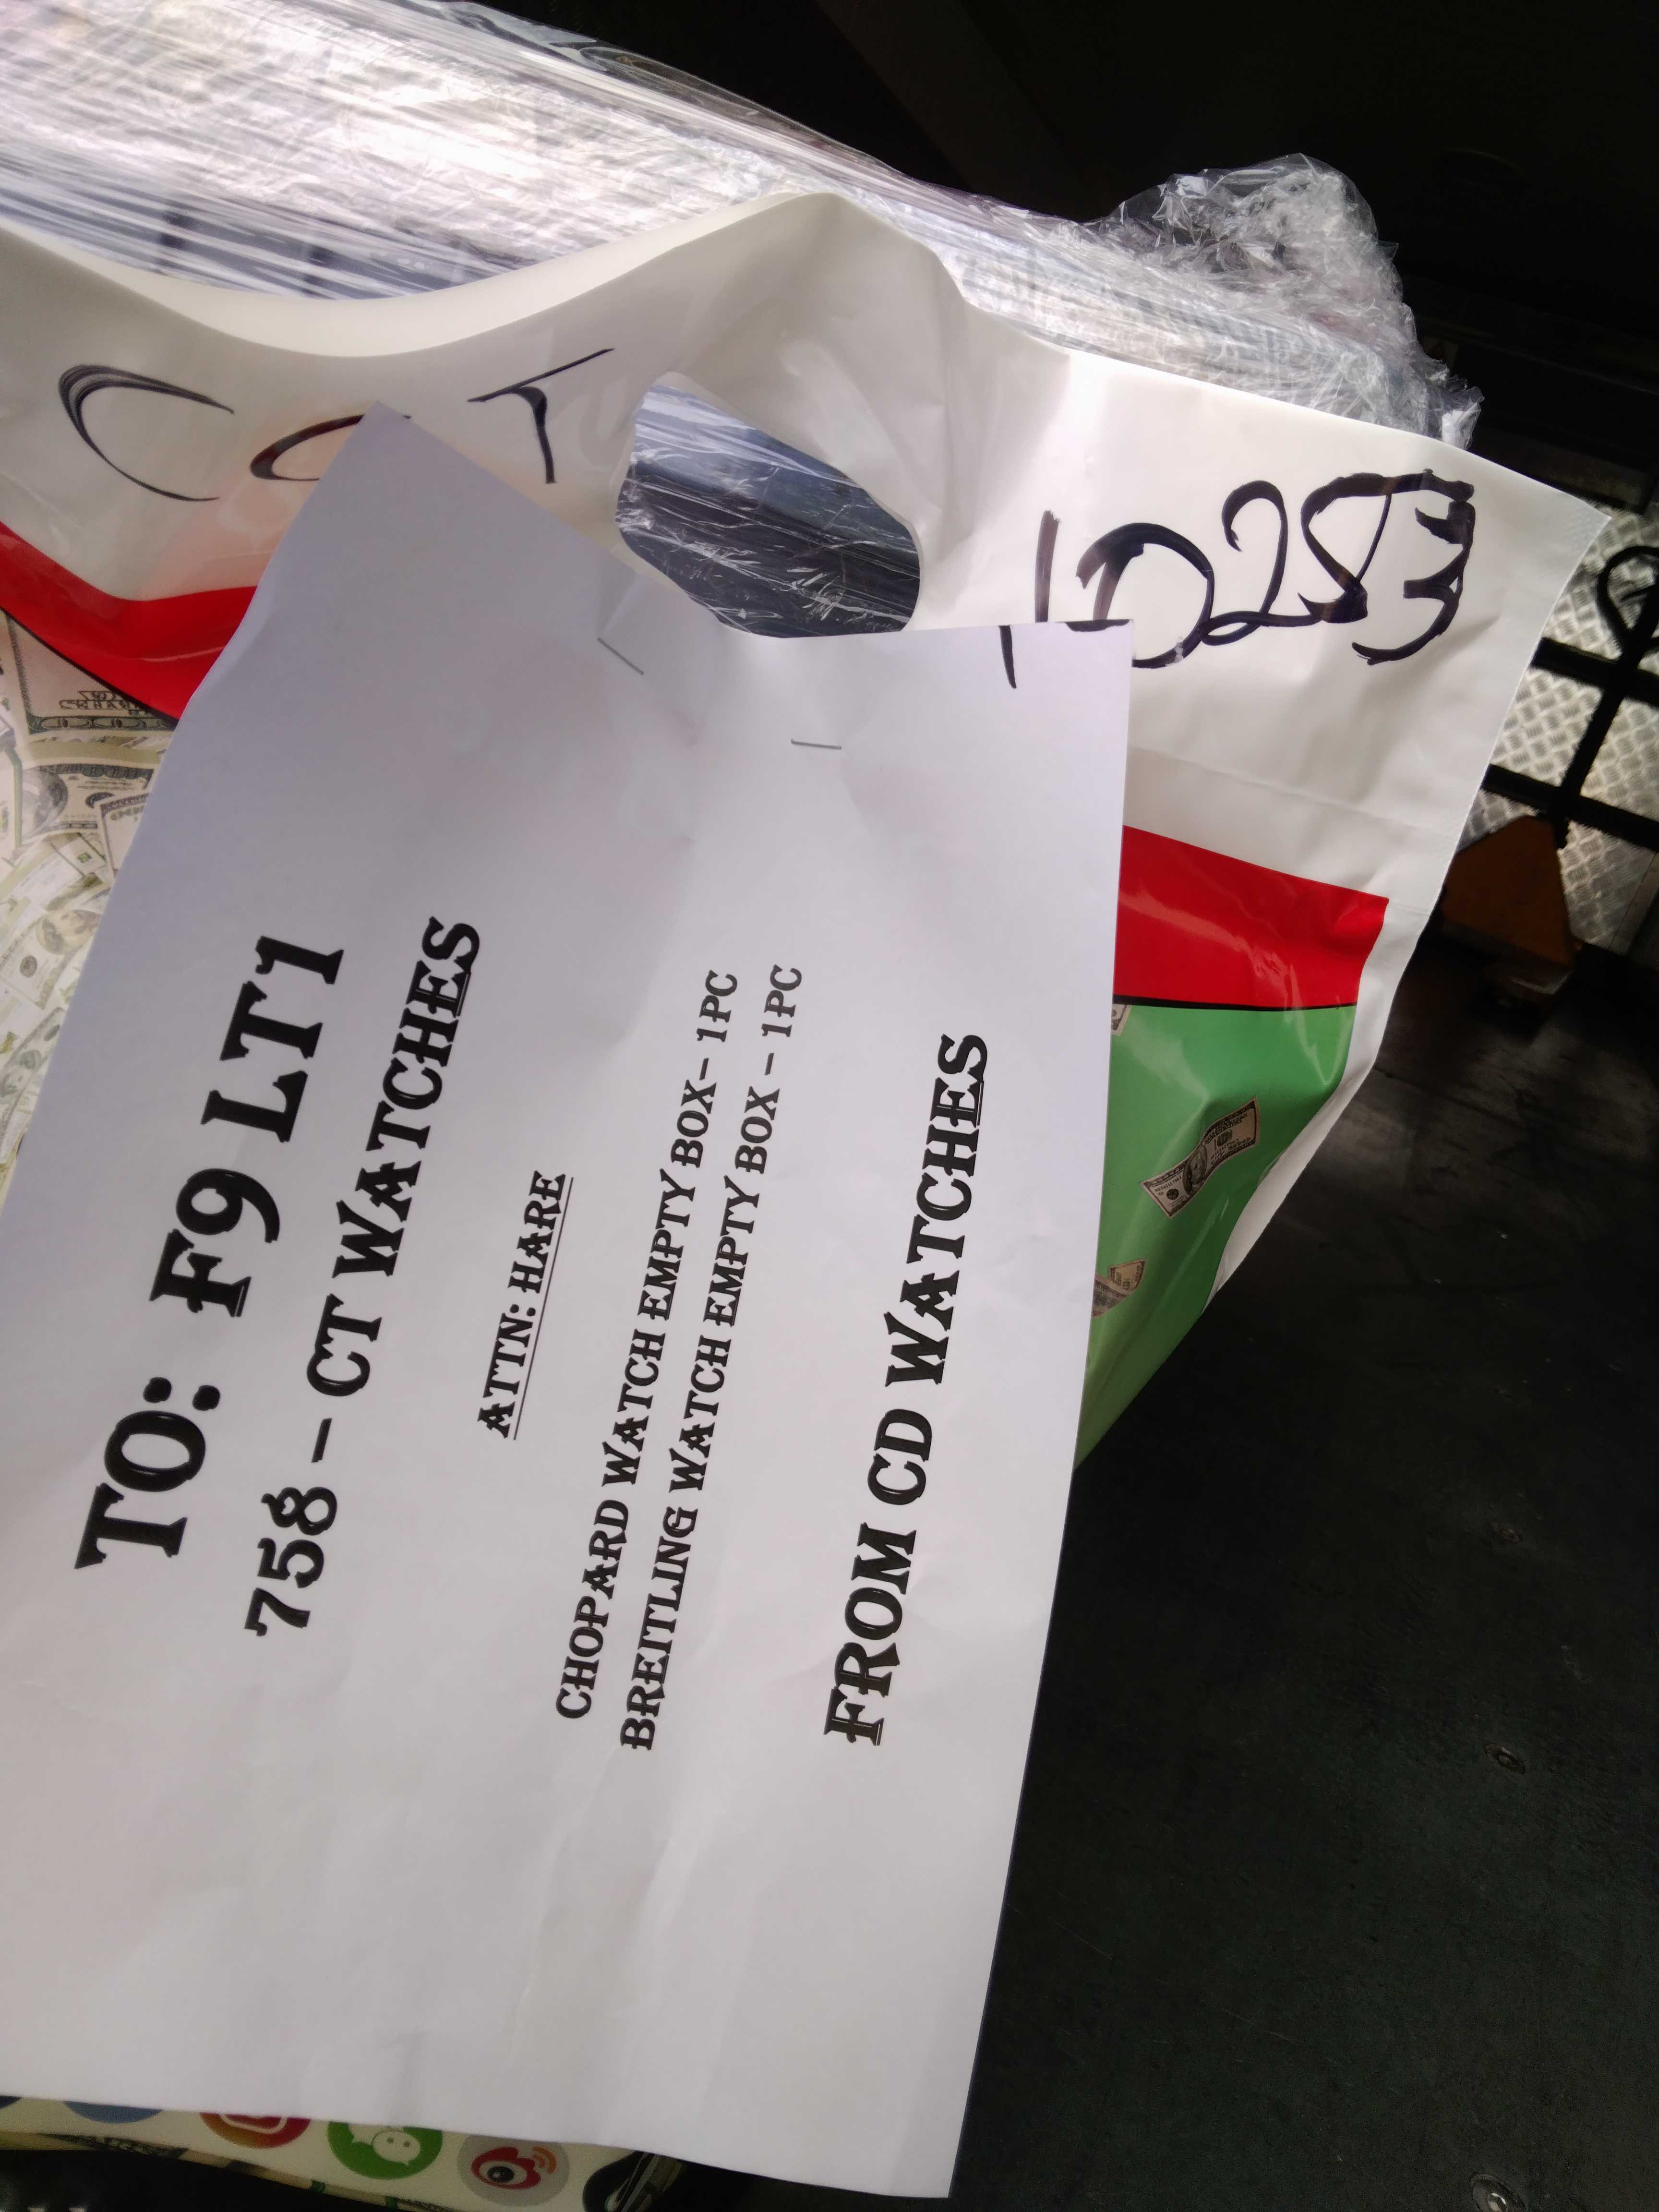 TO: F9 LT1
758 – CT WATCHES
ATTN: HARE
CHOPARD WATCH EMPTY BOX – 1PC
BREITLING WATCH EMPTY BOX – 1PC
FROM CD WATCHES